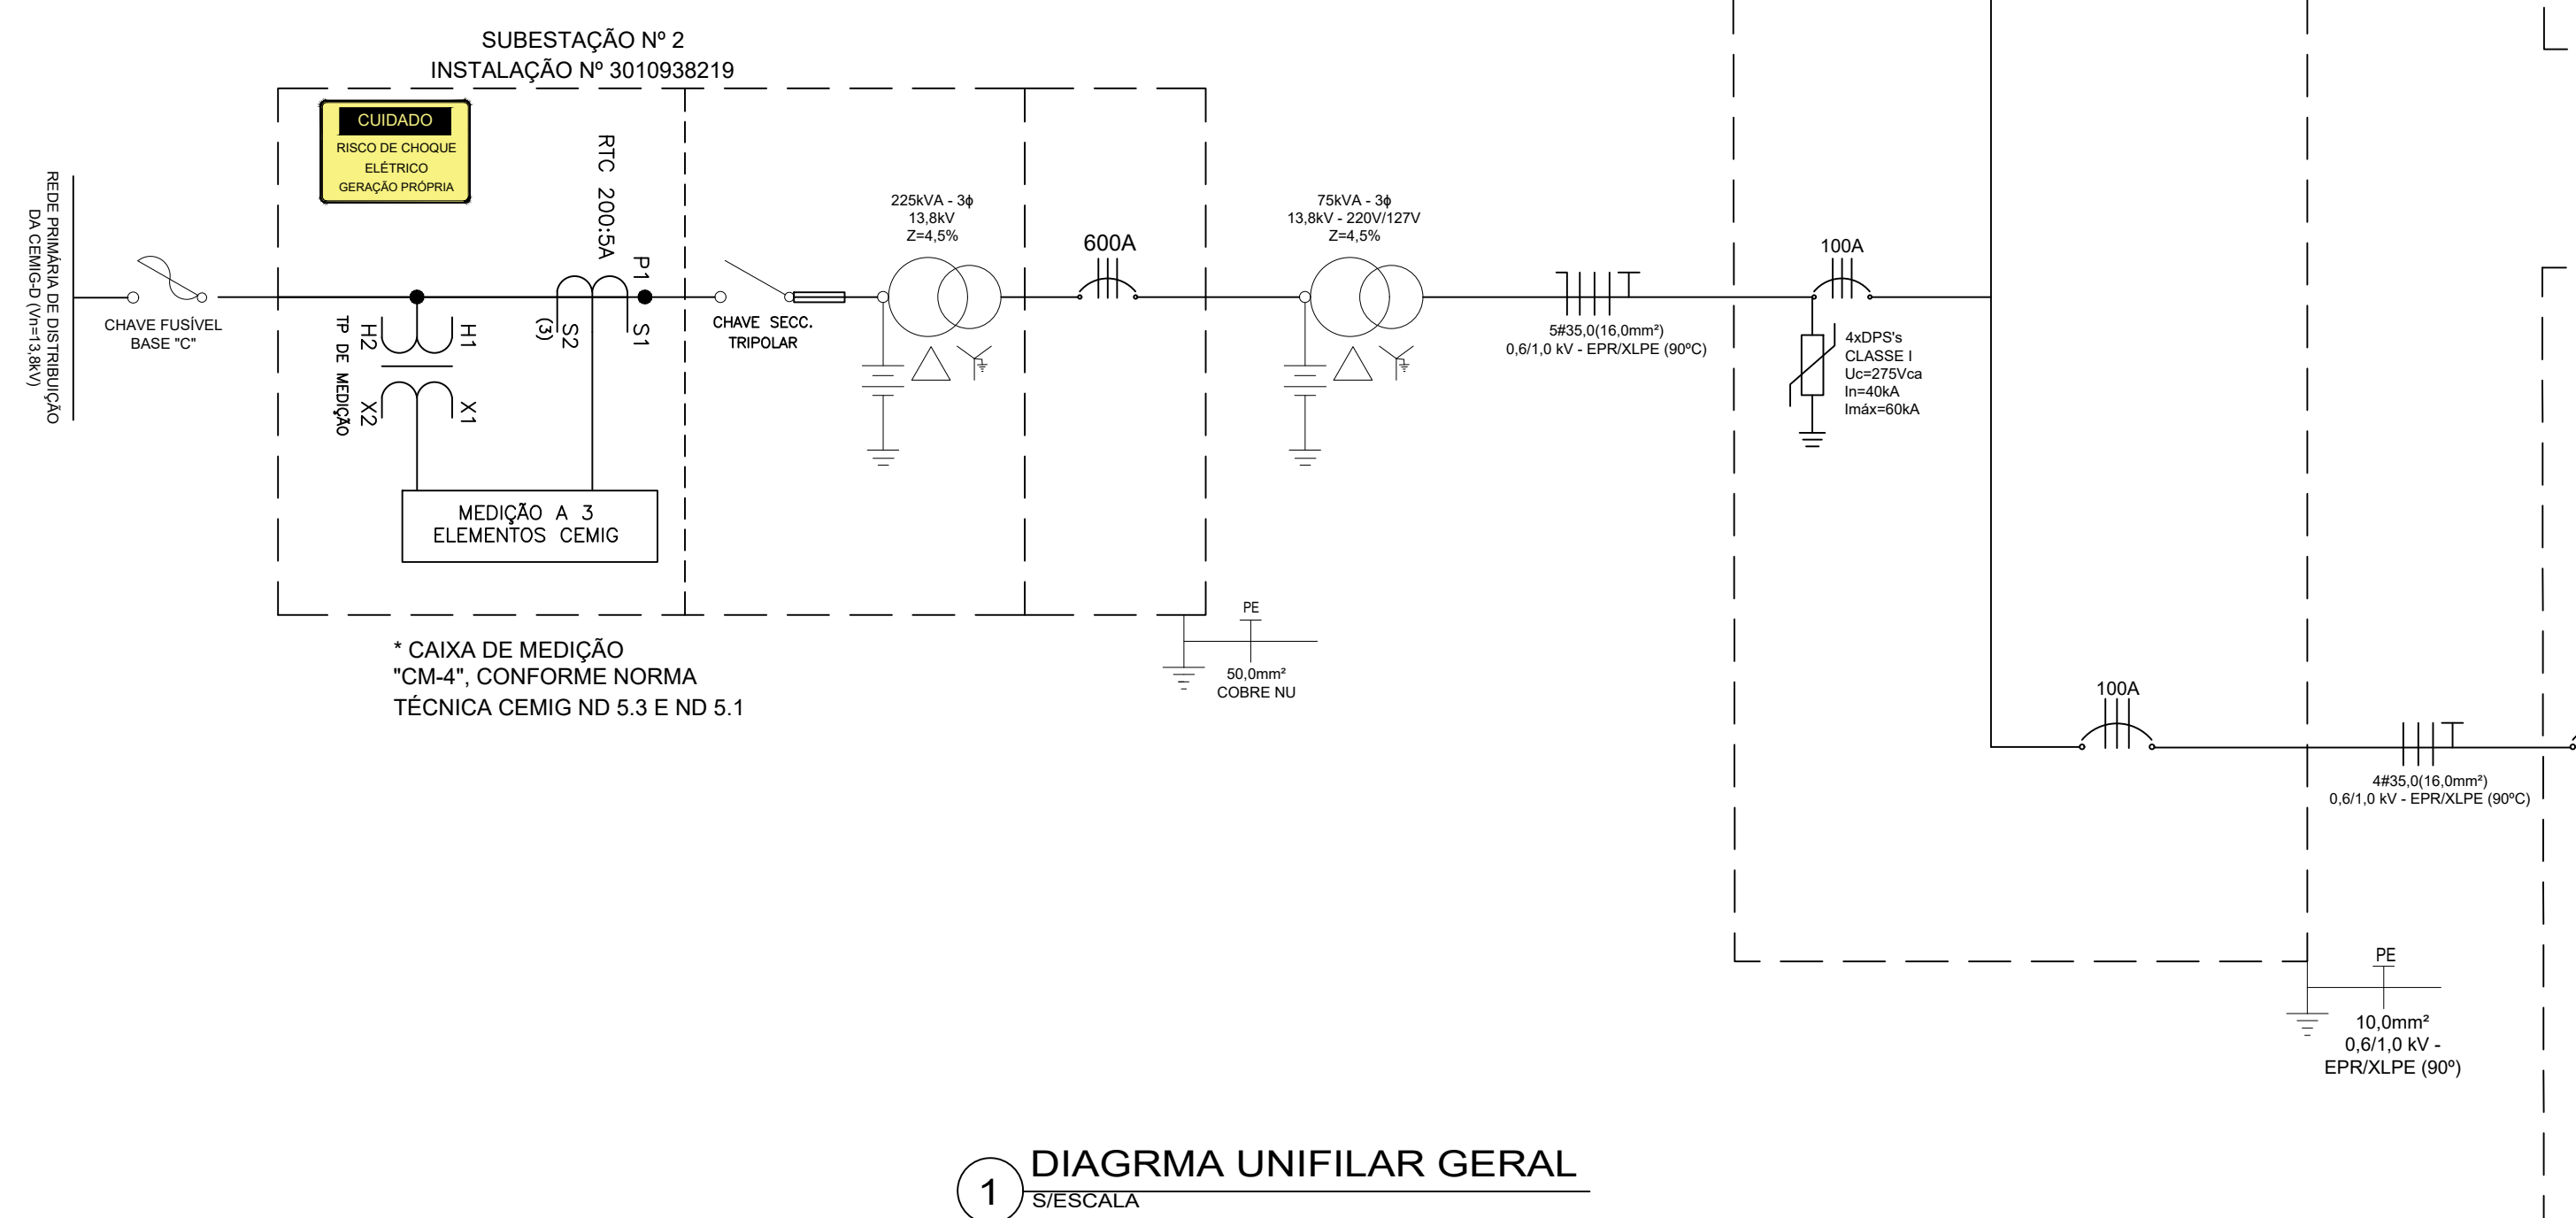 SUBESTAÇÃO Nº 2
INSTALAÇÃO Nº 3010938219
CUIDADO
RISCO DE CHOQUE
ELÉTRICO
GERAÇÃO PRÓPRIA
REDE PRIMÁRIA DE DISTRIBUIÇÃO
DA CEMIG-D (Vn=13,8kV)
CHAVE FUSÍVEL
BASE "C"
TP DE MEDIÇÃO
H2
H1
X2
X1
RTC 200:5A
P1
S1
S2
(3)
MEDIÇÃO A 3
ELEMENTOS CEMIG
CHAVE SECC.
TRIPOLAR
225kVA - 3ϕ
13,8kV
Z=4,5%
600A
75kVA - 3ϕ
13,8kV - 220V/127V
Z=4,5%
5#35,0(16,0mm²)
0,6/1,0 kV - EPR/XLPE (90ºC)
100A
4xDPS's
CLASSE I
Uc=275Vca
In=40kA
Imáx=60kA
* CAIXA DE MEDIÇÃO
"CM-4", CONFORME NORMA
TÉCNICA CEMIG ND 5.3 E ND 5.1
PE
50,0mm²
COBRE NU
100A
4#35,0(16,0mm²)
0,6/1,0 kV - EPR/XLPE (90ºC)
PE
10,0mm²
0,6/1,0 kV -
EPR/XLPE (90º)
1
DIAGRMA UNIFILAR GERAL
S/ESCALA